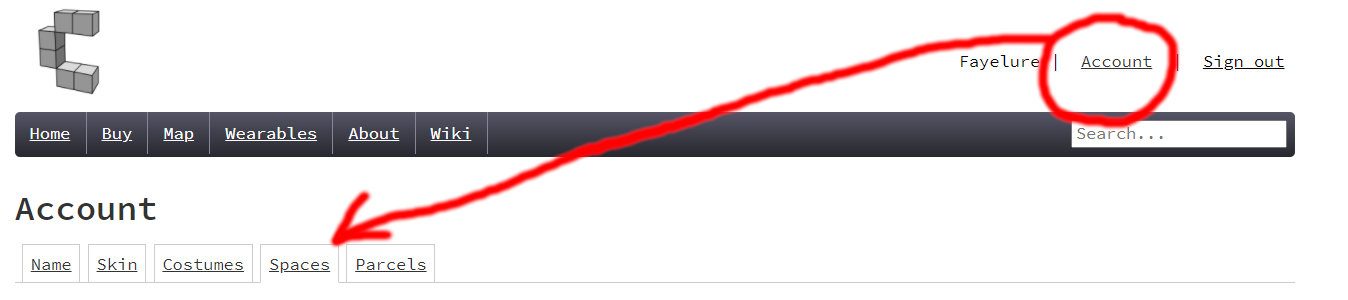 Fayelure | Account | Sign out
Home Buy Map Wearables About Wiki Search...
Account
Name Skin Costumes Spaces Parcels